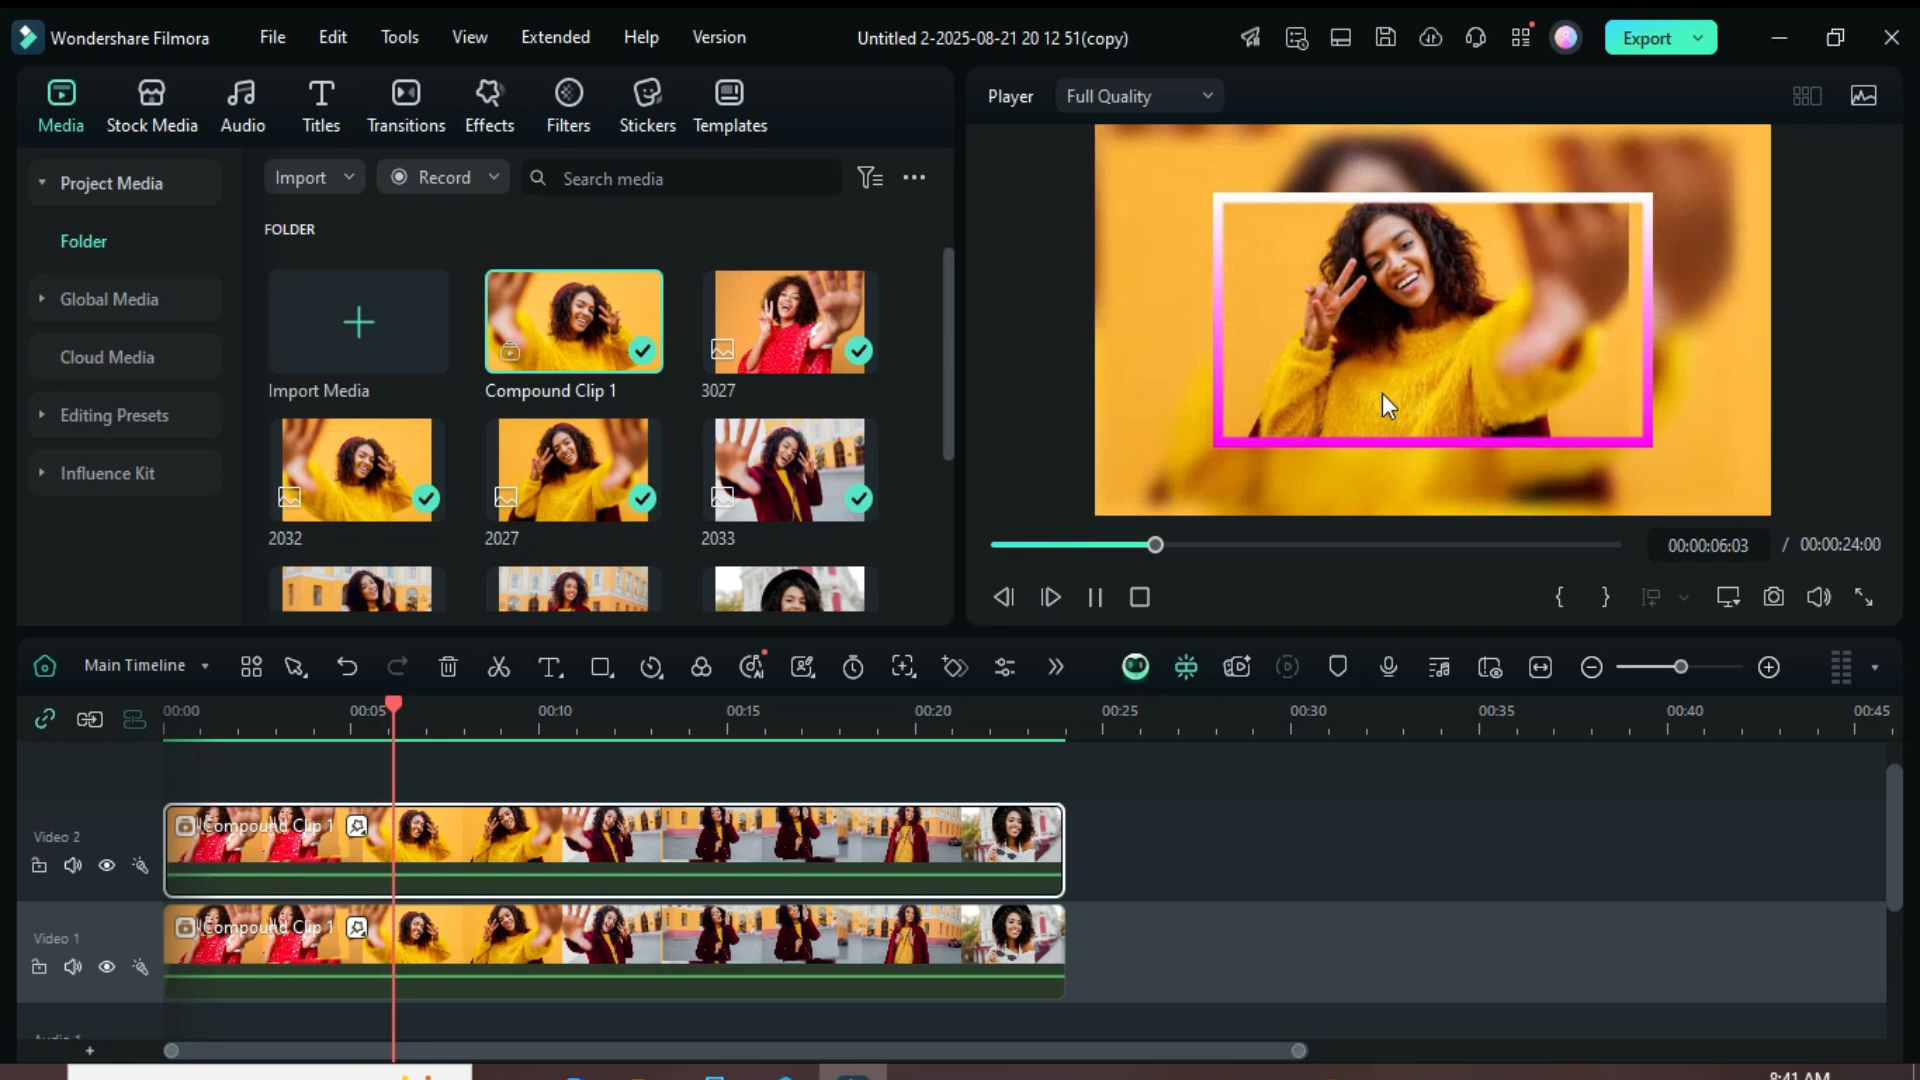 Wondershare Filmora
File Edit Tools View Extended Help Version
Untitled 2-2025-08-21 20 12 51(copy)
Export
Media Stock Media Audio Titles Transitions Effects Filters Stickers Templates
Player Full Quality
Project Media
Folder
Global Media
Cloud Media
Editing Presets
Influence Kit
Import Record Search media
FOLDER
Import Media Compound Clip 1 3027
2032 2027 2033
00:00:06:03 / 00:00:24:00
Main Timeline
00:00 00:05 00:10 00:15 00:20 00:25 00:30 00:35 00:40 00:45
Video 2
Compound Clip 1
Video 1
Compound Clip 1
8:41 AM